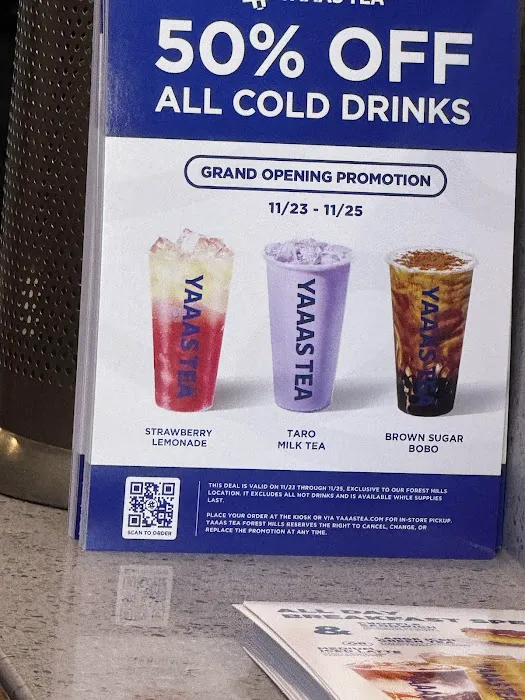 YAAAS TEA
50% OFF
ALL COLD DRINKS
GRAND OPENING PROMOTION
11/23 - 11/25
YAAAS TEA
YAAAS TEA
YAAAS TEA
STRAWBERRY
LEMONADE
TARO
MILK TEA
BROWN SUGAR
BOBO
SCAN TO ORDER
THIS DEAL IS VALID ON 11/23 THROUGH 11/25, EXCLUSIVE TO OUR FOREST HILLS
LOCATION. IT EXCLUDES ALL HOT DRINKS AND IS AVAILABLE WHILE SUPPLIES
LAST.
PLACE YOUR ORDER AT THE KIOSK OR VIA YAAASTEA.COM FOR IN-STORE PICKUP.
YAAAS TEA FOREST HILLS RESERVES THE RIGHT TO CANCEL, CHANGE, OR
REPLACE THE PROMOTION AT ANY TIME.
ALL DAY
BREAKFAST
&